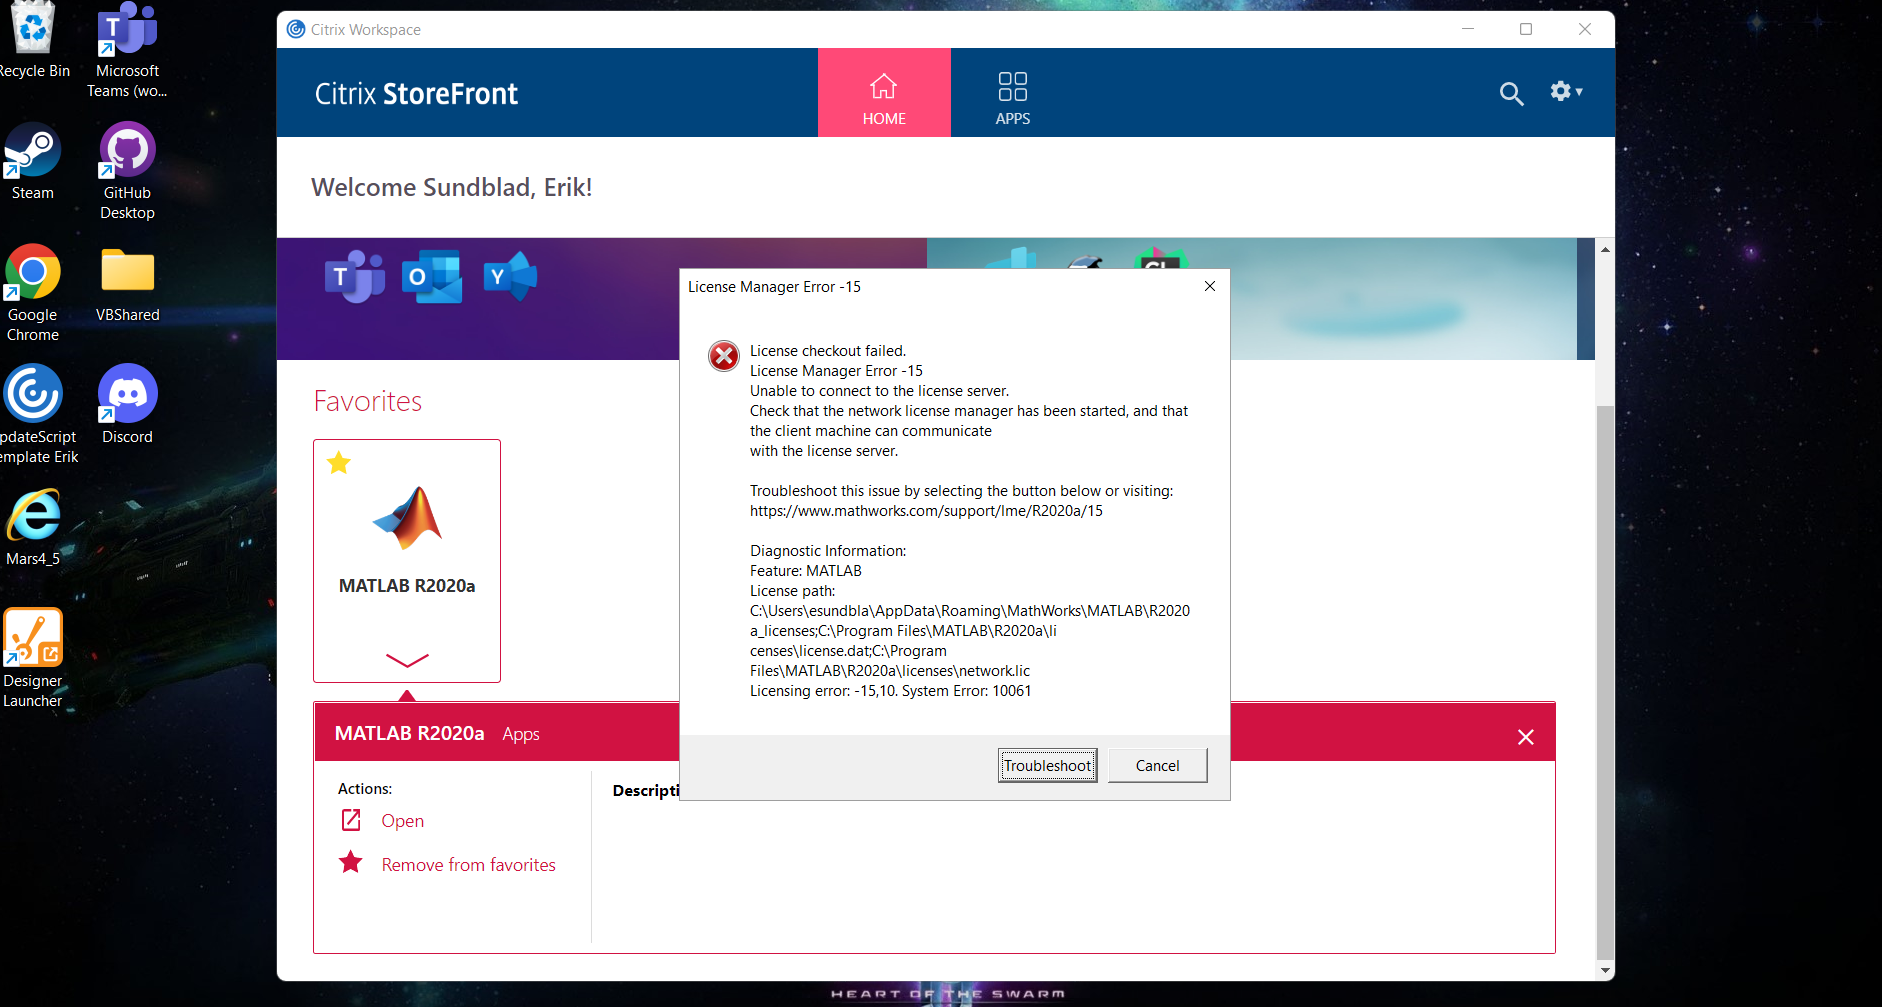 Recycle Bin
Microsoft
Teams (wo...
Steam
GitHub
Desktop
Google
Chrome
VBShared
pdateScript
emplate Erik
Discord
Mars4_5
Designer
Launcher
Citrix Workspace
Citrix StoreFront
HOME
APPS
Welcome Sundblad, Erik!
T
O
Y
Favorites
MATLAB R2020a
MATLAB R2020a Apps
Actions:
Open
Remove from favorites
Descripti
License Manager Error -15
License checkout failed.
License Manager Error -15
Unable to connect to the license server.
Check that the network license manager has been started, and that
the client machine can communicate
with the license server.
Troubleshoot this issue by selecting the button below or visiting:
https://www.mathworks.com/support/lme/R2020a/15
Diagnostic Information:
Feature: MATLAB
License path:
C:\Users\esundbla\AppData\Roaming\MathWorks\MATLAB\R2020
a_licenses;C:\Program Files\MATLAB\R2020a\li
censes\license.dat;C:\Program
Files\MATLAB\R2020a\licenses\network.lic
Licensing error: -15,10. System Error: 10061
Troubleshoot
Cancel
HEART OF THE SWARM